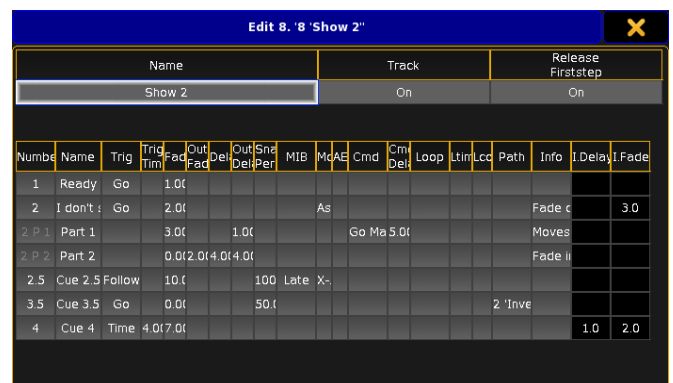 Edit 8. '8 'Show 2''
Name Track Release Firststep
Show 2 On On
Numbe Name Trig Trig Tim Fad Out Fad Del Out Del Sna Per MIB Mo AE Cmd Cmd Del Loop Ltim Lco Path Info I.Delay I.Fade
1 Ready Go 1.00
2 I don't s Go 2.00 As Fade o 3.0
2 P 1 Part 1 3.00 1.00 Go Ma 5.00 Moves
2 P 2 Part 2 0.00 2.00 4.00 4.00 Fade in
2.5 Cue 2.5 Follow 10.0 100 Late X-.
3.5 Cue 3.5 Go 0.00 50.0 2 'Inve
4 Cue 4 Time 4.00 7.00 1.0 2.0